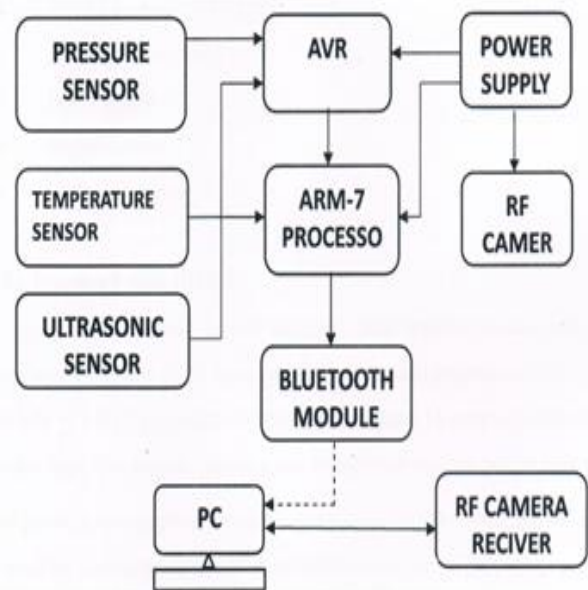 PRESSURE
SENSOR
AVR
POWER
SUPPLY
TEMPERATURE
SENSOR
ARM-7
PROCESSO
RF
CAMER
ULTRASONIC
SENSOR
BLUETOOTH
MODULE
PC
RF CAMERA
RECIVER